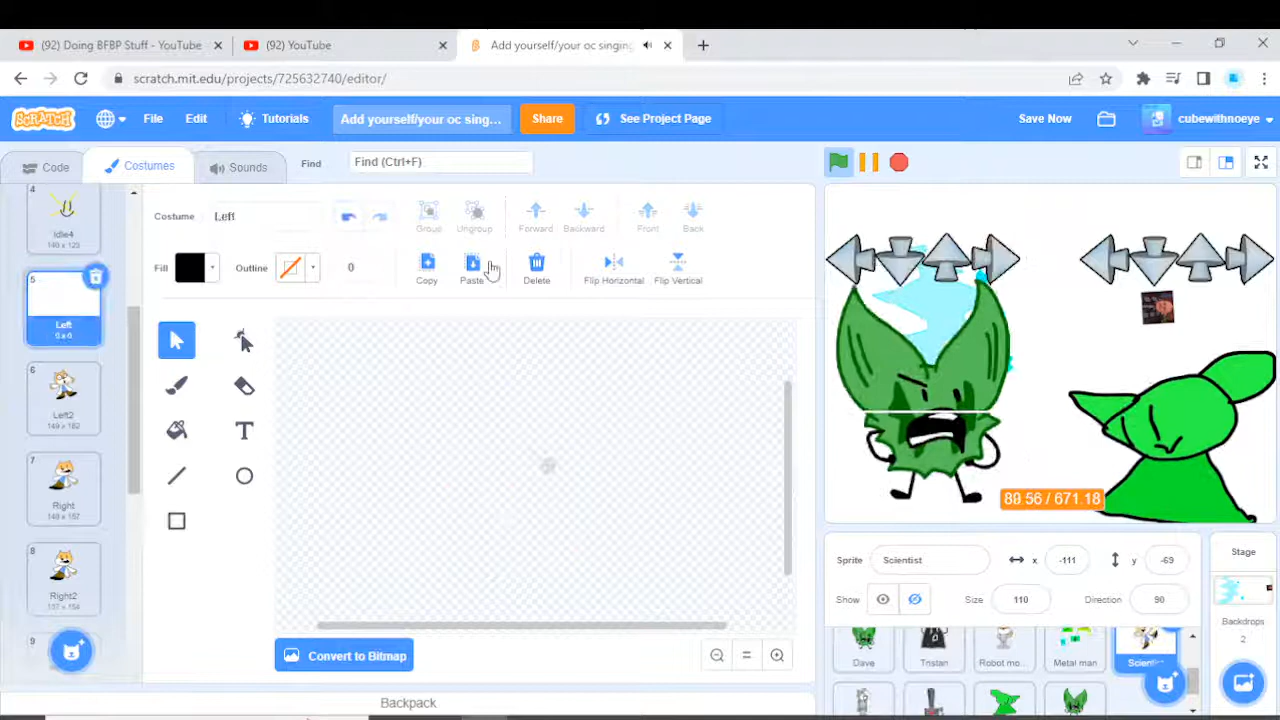 (92) Doing BFBP Stuff - YouTube
(92) YouTube
Add yourself/your oc singing
scratch.mit.edu/projects/725632740/editor/
SCRATCH
File
Edit
Tutorials
Add yourself/your oc sing...
Share
See Project Page
Save Now
cubewithnoeye
Code
Costumes
Sounds
Find
Find (Ctrl+F)
4
Idle4
140 x 123
5
Left
0 x 0
6
Left2
149 x 162
7
Right
149 x 157
8
Right2
137 x 154
9
Costume
Left
Group
Ungroup
Forward
Backward
Front
Back
Fill
Outline
0
Copy
Paste
Delete
Flip Horizontal
Flip Vertical
T
Convert to Bitmap
Backpack
89.56 / 671.18
Sprite
Scientist
x
-111
y
-69
Show
Size
110
Direction
90
Stage
Backdrops
2
Dave
Tristan
Robot mo...
Metal man
Scient